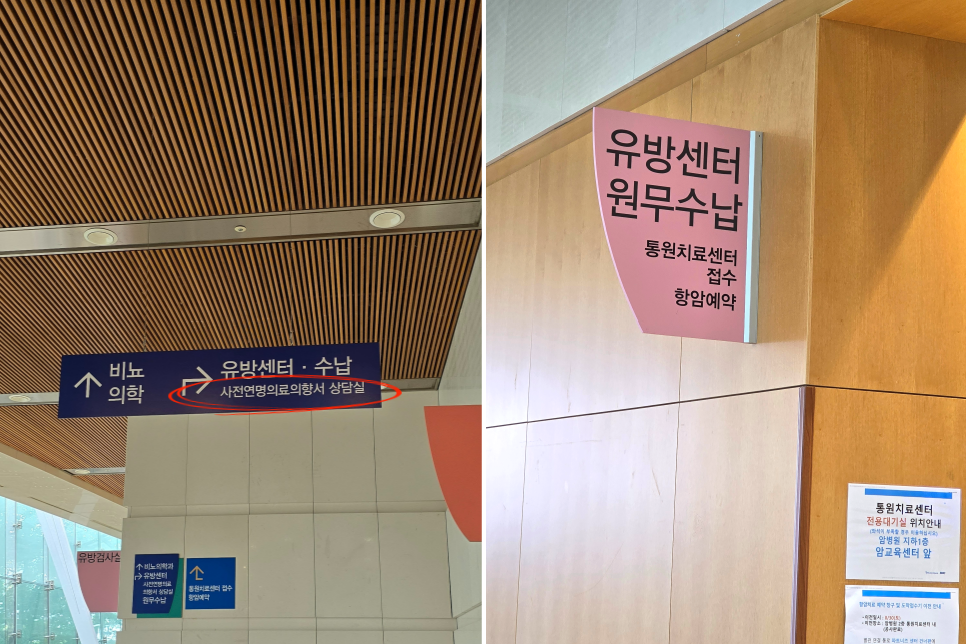 비뇨
의학
유방센터 · 수납
사전연명의료의향서 상담실
유방검사실
비뇨의학과
유방센터
사전연명의료
의향서 상담실
원무수납
통원치료센터 접수
항암예약
유방센터
원무수납
통원치료센터
접수
항암예약
통원치료센터
전용대기실 위치안내
암병원 지하1층
암교육센터 앞